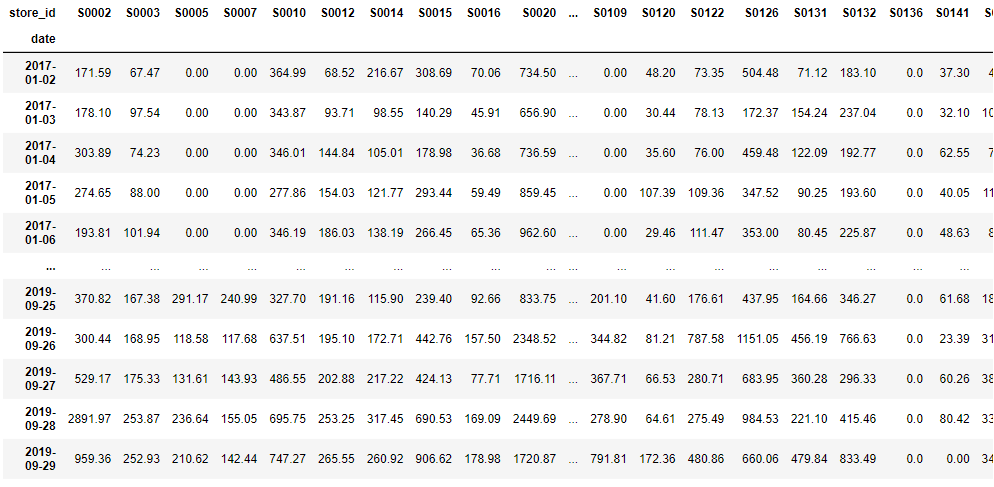 store_id S0002 S0003 S0005 S0007 S0010 S0012 S0014 S0015 S0016 S0020 ... S0109 S0120 S0122 S0126 S0131 S0132 S0136 S0141 S0
date
2017-
01-02 171.59 67.47 0.00 0.00 364.99 68.52 216.67 308.69 70.06 734.50 ... 0.00 48.20 73.35 504.48 71.12 183.10 0.0 37.30 4
2017-
01-03 178.10 97.54 0.00 0.00 343.87 93.71 98.55 140.29 45.91 656.90 ... 0.00 30.44 78.13 172.37 154.24 237.04 0.0 32.10 10
2017-
01-04 303.89 74.23 0.00 0.00 346.01 144.84 105.01 178.98 36.68 736.59 ... 0.00 35.60 76.00 459.48 122.09 192.77 0.0 62.55 7
2017-
01-05 274.65 88.00 0.00 0.00 277.86 154.03 121.77 293.44 59.49 859.45 ... 0.00 107.39 109.36 347.52 90.25 193.60 0.0 40.05 11
2017-
01-06 193.81 101.94 0.00 0.00 346.19 186.03 138.19 266.45 65.36 962.60 ... 0.00 29.46 111.47 353.00 80.45 225.87 0.0 48.63 8
... ... ... ... ... ... ... ... ... ... ... ... ... ... ... ... ... ... ... ...
2019-
09-25 370.82 167.38 291.17 240.99 327.70 191.16 115.90 239.40 92.66 833.75 ... 201.10 41.60 176.61 437.95 164.66 346.27 0.0 61.68 18
2019-
09-26 300.44 168.95 118.58 117.68 637.51 195.10 172.71 442.76 157.50 2348.52 ... 344.82 81.21 787.58 1151.05 456.19 766.63 0.0 23.39 31
2019-
09-27 529.17 175.33 131.61 143.93 486.55 202.88 217.22 424.13 77.71 1716.11 ... 367.71 66.53 280.71 683.95 360.28 296.33 0.0 60.26 38
2019-
09-28 2891.97 253.87 236.64 155.05 695.75 253.25 317.45 690.53 169.09 2449.69 ... 278.90 64.61 275.49 984.53 221.10 415.46 0.0 80.42 33
2019-
09-29 959.36 252.93 210.62 142.44 747.27 265.55 260.92 906.62 178.98 1720.87 ... 791.81 172.36 480.86 660.06 479.84 833.49 0.0 0.00 34